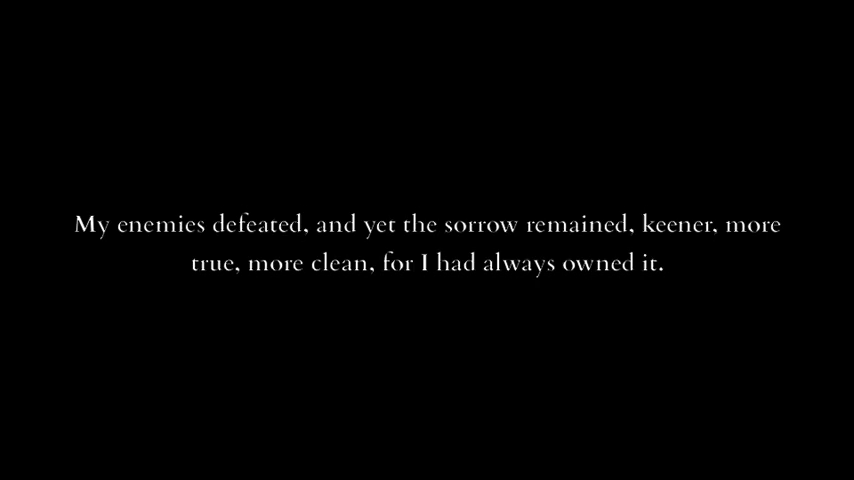 My enemies defeated, and yet the sorrow remained, keener, more
true, more clean, for I had always owned it.